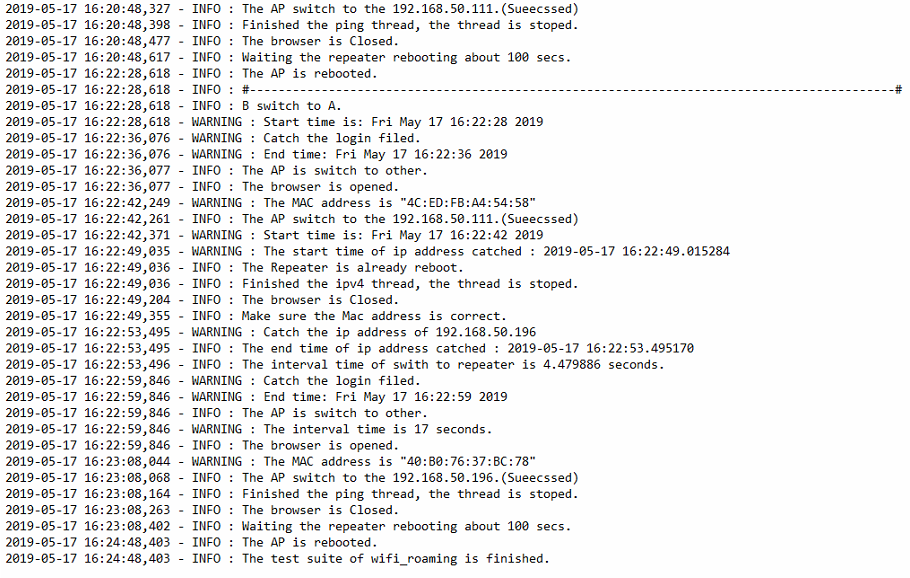 2019-05-17 16:20:48,327 - INFO : The AP switch to the 192.168.50.111.(Sueecssed)
2019-05-17 16:20:48,398 - INFO : Finished the ping thread, the thread is stoped.
2019-05-17 16:20:48,477 - INFO : The browser is Closed.
2019-05-17 16:20:48,617 - INFO : Waiting the repeater rebooting about 100 secs.
2019-05-17 16:22:28,618 - INFO : The AP is rebooted.
2019-05-17 16:22:28,618 - INFO : #------------------------------------------------------------------------------------------#
2019-05-17 16:22:28,618 - INFO : B switch to A.
2019-05-17 16:22:28,618 - WARNING : Start time is: Fri May 17 16:22:28 2019
2019-05-17 16:22:36,076 - WARNING : Catch the login filed.
2019-05-17 16:22:36,076 - WARNING : End time: Fri May 17 16:22:36 2019
2019-05-17 16:22:36,077 - INFO : The AP is switch to other.
2019-05-17 16:22:36,077 - INFO : The browser is opened.
2019-05-17 16:22:42,249 - WARNING : The MAC address is "4C:ED:FB:A4:54:58"
2019-05-17 16:22:42,261 - INFO : The AP switch to the 192.168.50.111.(Sueecssed)
2019-05-17 16:22:42,371 - WARNING : Start time is: Fri May 17 16:22:42 2019
2019-05-17 16:22:49,035 - WARNING : The start time of ip address catched : 2019-05-17 16:22:49.015284
2019-05-17 16:22:49,036 - INFO : The Repeater is already reboot.
2019-05-17 16:22:49,036 - INFO : Finished the ipv4 thread, the thread is stoped.
2019-05-17 16:22:49,204 - INFO : The browser is Closed.
2019-05-17 16:22:49,355 - INFO : Make sure the Mac address is correct.
2019-05-17 16:22:53,495 - WARNING : Catch the ip address of 192.168.50.196
2019-05-17 16:22:53,495 - INFO : The end time of ip address catched : 2019-05-17 16:22:53.495170
2019-05-17 16:22:53,496 - INFO : The interval time of swith to repeater is 4.479886 seconds.
2019-05-17 16:22:59,846 - WARNING : Catch the login filed.
2019-05-17 16:22:59,846 - WARNING : End time: Fri May 17 16:22:59 2019
2019-05-17 16:22:59,846 - INFO : The AP is switch to other.
2019-05-17 16:22:59,846 - WARNING : The interval time is 17 seconds.
2019-05-17 16:22:59,846 - INFO : The browser is opened.
2019-05-17 16:23:08,044 - WARNING : The MAC address is "40:B0:76:37:BC:78"
2019-05-17 16:23:08,068 - INFO : The AP switch to the 192.168.50.196.(Sueecssed)
2019-05-17 16:23:08,164 - INFO : Finished the ping thread, the thread is stoped.
2019-05-17 16:23:08,263 - INFO : The browser is Closed.
2019-05-17 16:23:08,402 - INFO : Waiting the repeater rebooting about 100 secs.
2019-05-17 16:24:48,403 - INFO : The AP is rebooted.
2019-05-17 16:24:48,403 - INFO : The test suite of wifi_roaming is finished.